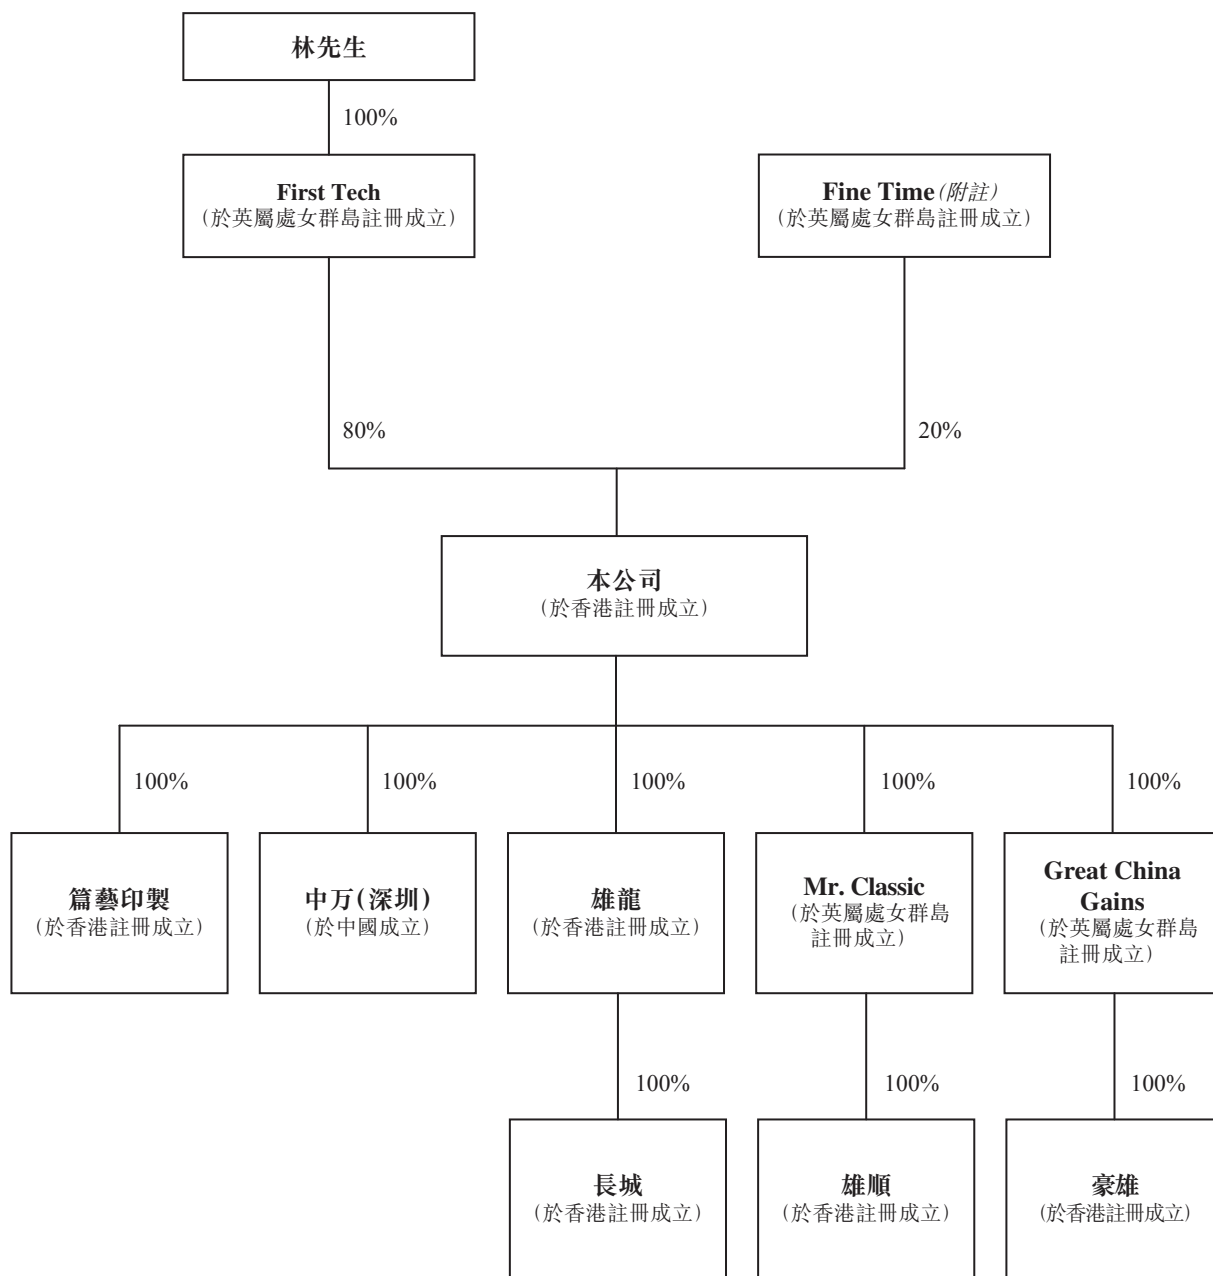 林先生
100%
First Tech
(於英屬處女群島註冊成立)
Fine Time(附註)
(於英屬處女群島註冊成立)
80%
20%
本公司
(於香港註冊成立)
100%
100%
100%
100%
100%
篇藝印製
(於香港註冊成立)
中万(深圳)
(於中國成立)
雄龍
(於香港註冊成立)
Mr. Classic
(於英屬處女群島
註冊成立)
Great China
Gains
(於英屬處女群島
註冊成立)
100%
100%
100%
長城
(於香港註冊成立)
雄順
(於香港註冊成立)
豪雄
(於香港註冊成立)